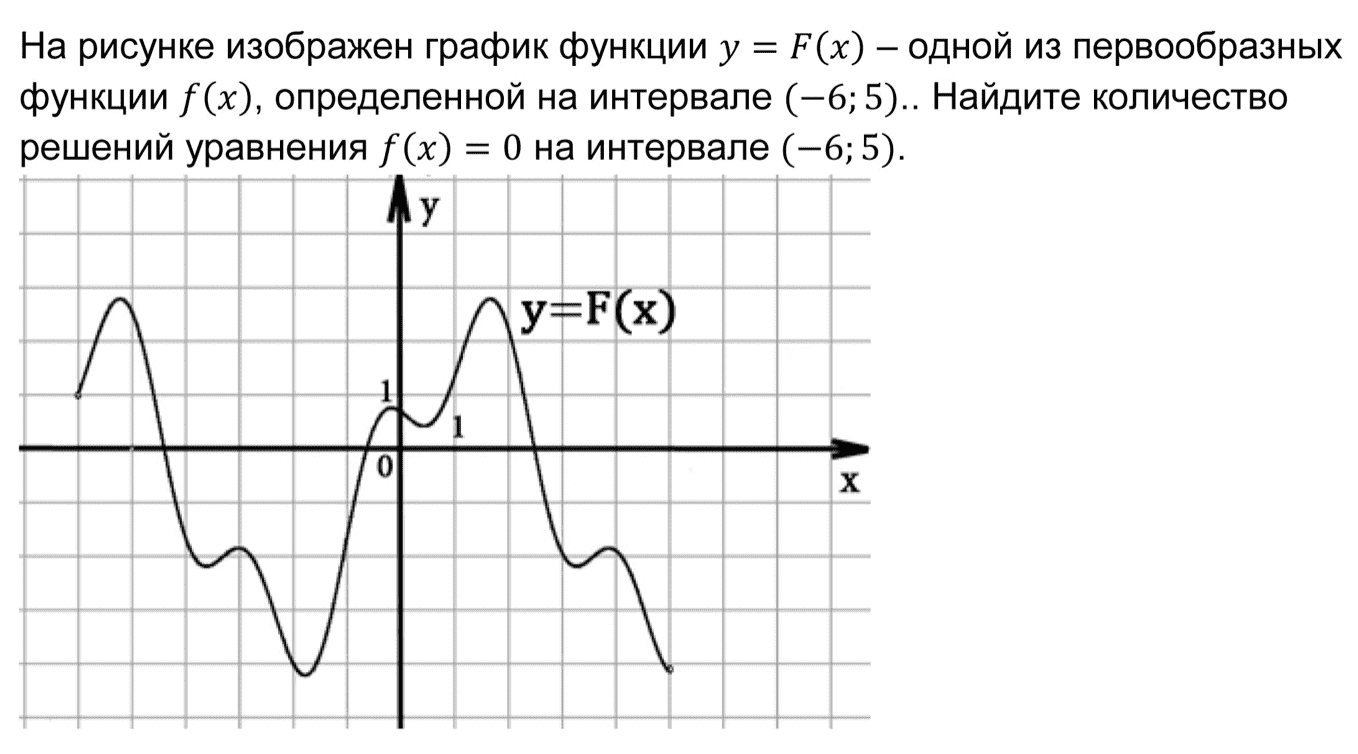 На рисунке изображен график функции y = F(x) – одной из первообразных
функции f(x), определенной на интервале (−6; 5).. Найдите количество
решений уравнения f(x) = 0 на интервале (−6; 5).
y
y=F(x)
1
1
0
x